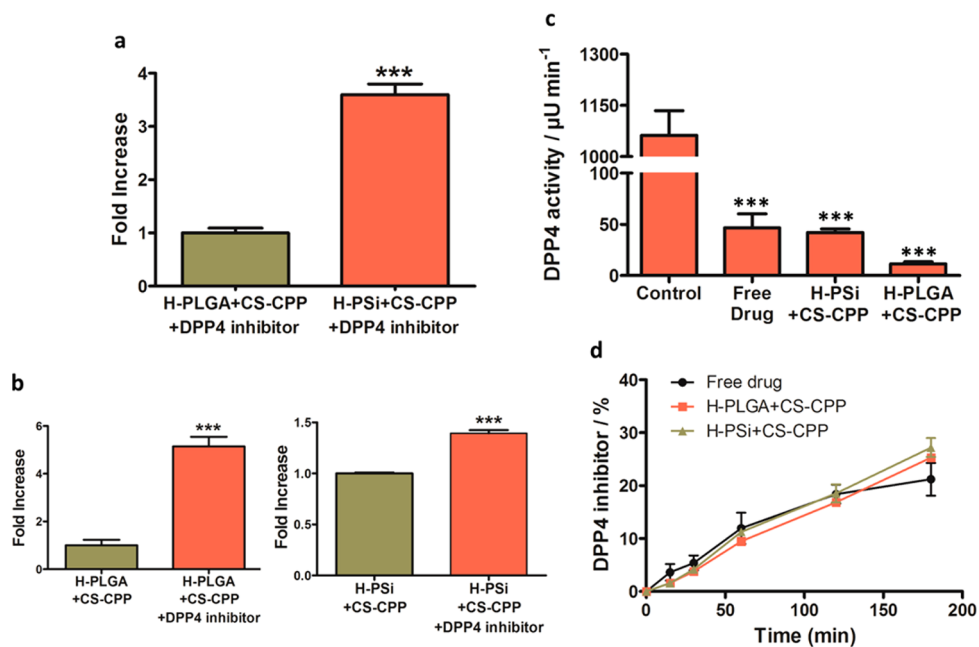 a
Fold Increase
4
3
2
1
0
***
H-PLGA+CS-CPP
+DPP4 inhibitor
H-PSi+CS-CPP
+DPP4 inhibitor
b
Fold Increase
6
4
2
0
***
H-PLGA
+CS-CPP
H-PLGA
+CS-CPP
+DPP4 inhibitor
Fold Increase
1.5
1.0
0.5
0.0
***
H-PSi
+CS-CPP
H-PSi
+CS-CPP
+DPP4 inhibitor
c
DPP4 activity / µU min⁻¹
1300
1150
1000
100
50
0
***
***
***
Control
Free
Drug
H-PSi
+CS-CPP
H-PLGA
+CS-CPP
d
DPP4 inhibitor / %
40
30
20
10
0
Free drug
H-PLGA+CS-CPP
H-PSi+CS-CPP
0
50
100
150
200
Time (min)